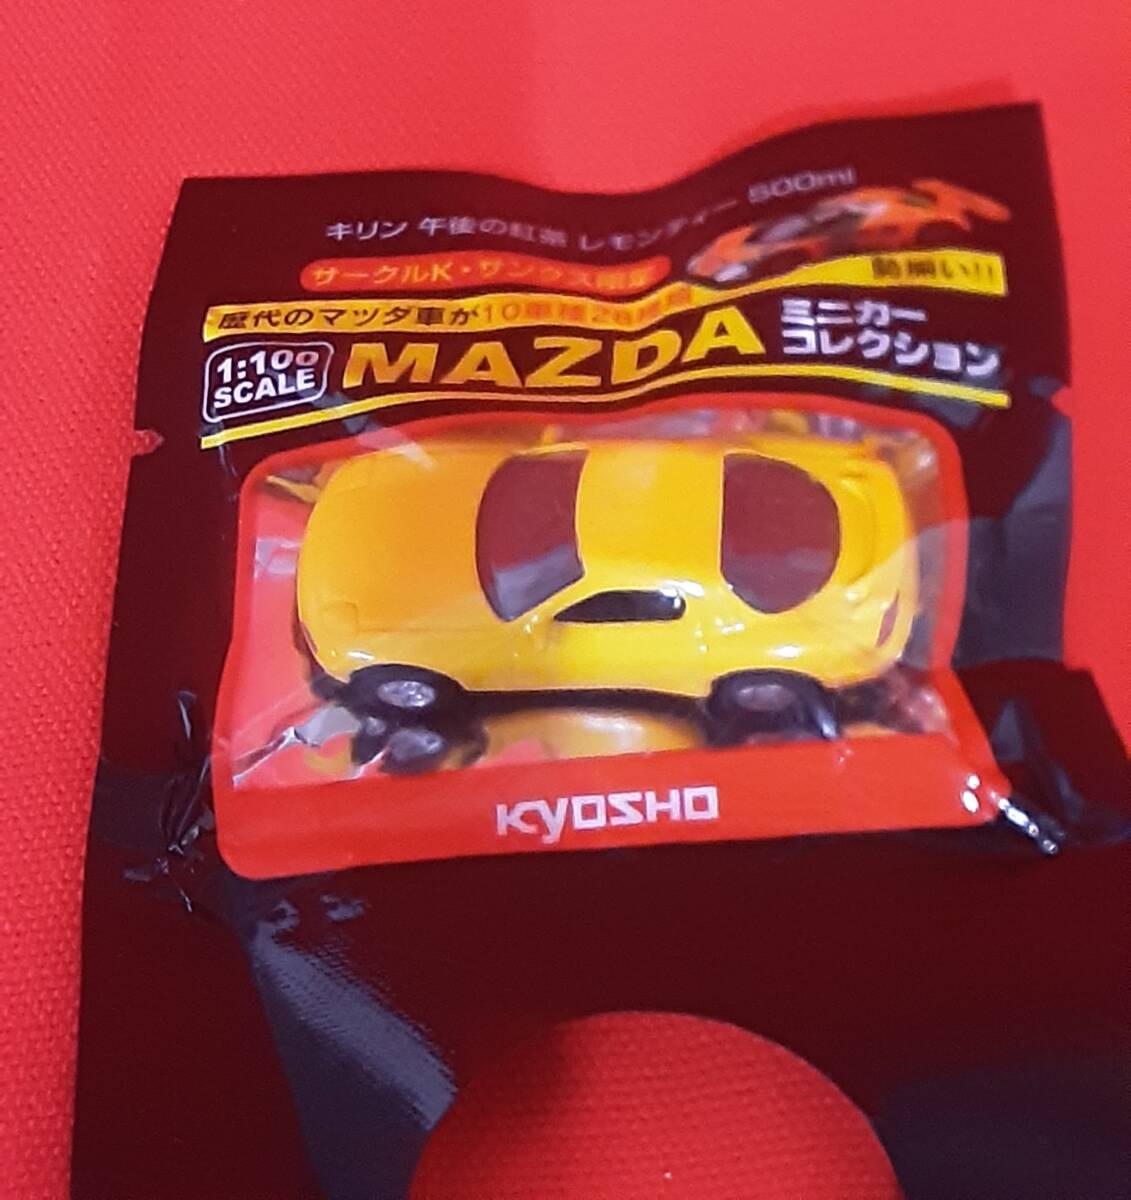 キリン 午後の紅茶 レモンティー 500ml
サークルK・サンクス限定
歴代のマツダ車が10車種28種類
勢揃い!!
1:100
SCALE
MAZDA
ミニカー
コレクション
KYOSHO